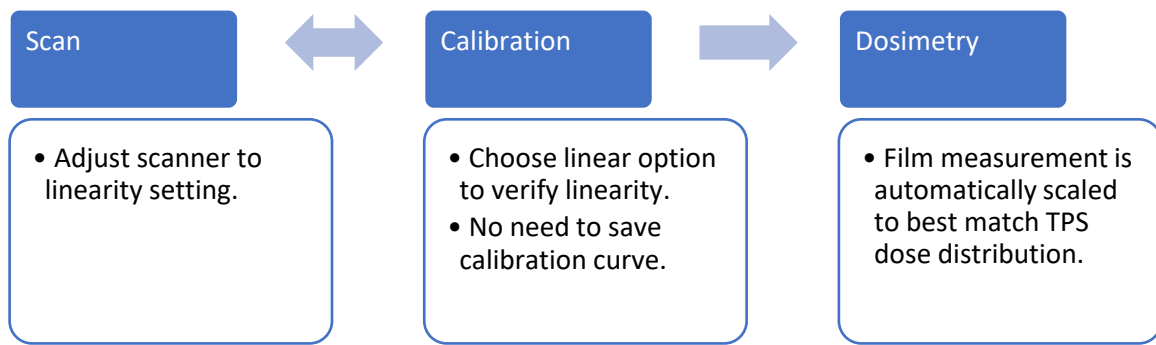 Scan
• Adjust scanner to
linearity setting.
Calibration
• Choose linear option
to verify linearity.
• No need to save
calibration curve.
Dosimetry
• Film measurement is
automatically scaled
to best match TPS
dose distribution.